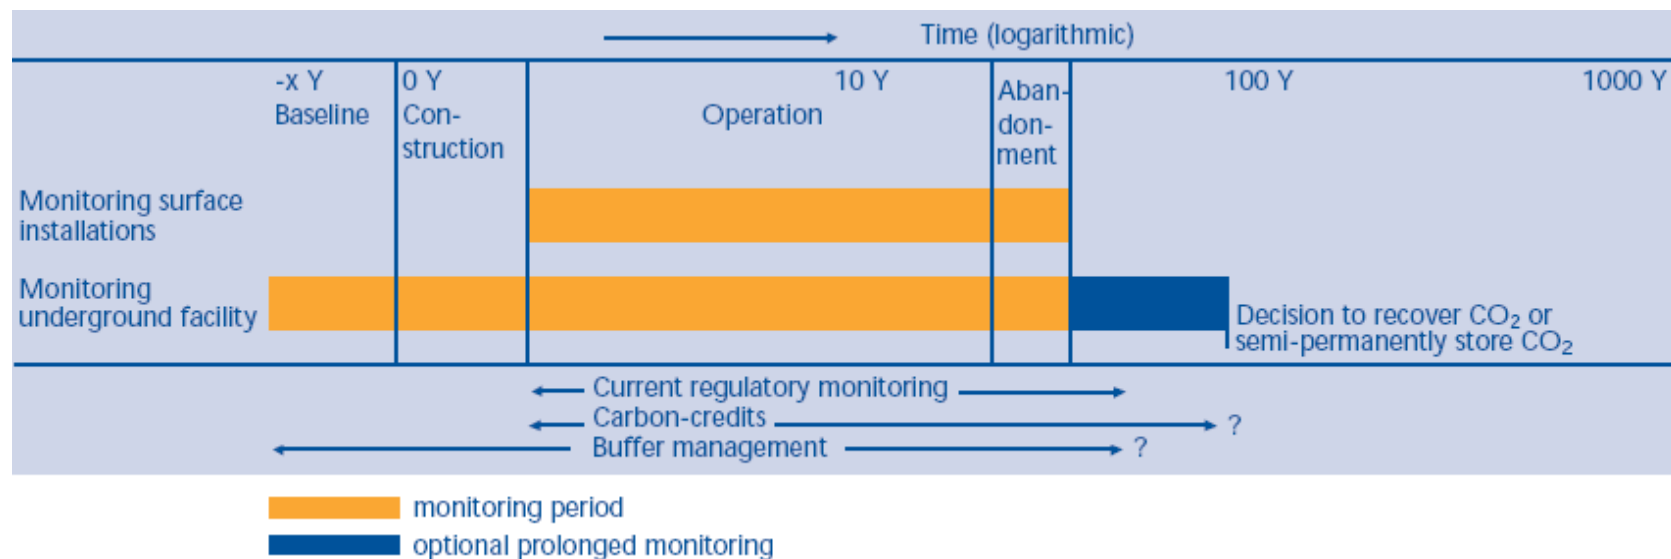 Time (logarithmic)
-x Y
Baseline
0 Y
Con-
struction
10 Y
Operation
Aban-
don-
ment
100 Y
1000 Y
Monitoring surface
installations
Monitoring
underground facility
Decision to recover CO₂ or
semi-permanently store CO₂
Current regulatory monitoring
Carbon-credits ?
Buffer management ?
monitoring period
optional prolonged monitoring